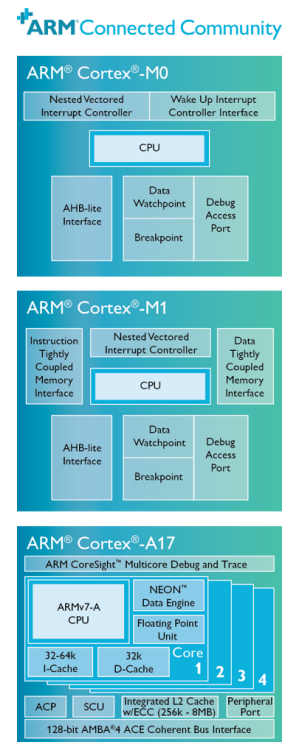 ARM Connected Community
ARM® Cortex®-M0
Nested Vectored
Interrupt Controller
Wake Up Interrupt
Controller Interface
CPU
AHB-lite
Interface
Data
Watchpoint
Breakpoint
Debug
Access
Port
ARM® Cortex®-M1
Instruction
Tightly
Coupled
Memory
Interface
Nested Vectored
Interrupt Controller
Data
Tightly
Coupled
Memory
Interface
CPU
AHB-lite
Interface
Data
Watchpoint
Breakpoint
Debug
Access
Port
ARM® Cortex®-A17
ARM CoreSight™ Multicore Debug and Trace
ARMv7-A
CPU
NEON™
Data Engine
Floating Point
Unit
32-64k
I-Cache
32k
D-Cache
Core
1
2
3
4
ACP
SCU
Integrated L2 Cache
w/ECC (256k - 8MB)
Peripheral
Port
128-bit AMBA®4 ACE Coherent Bus Interface